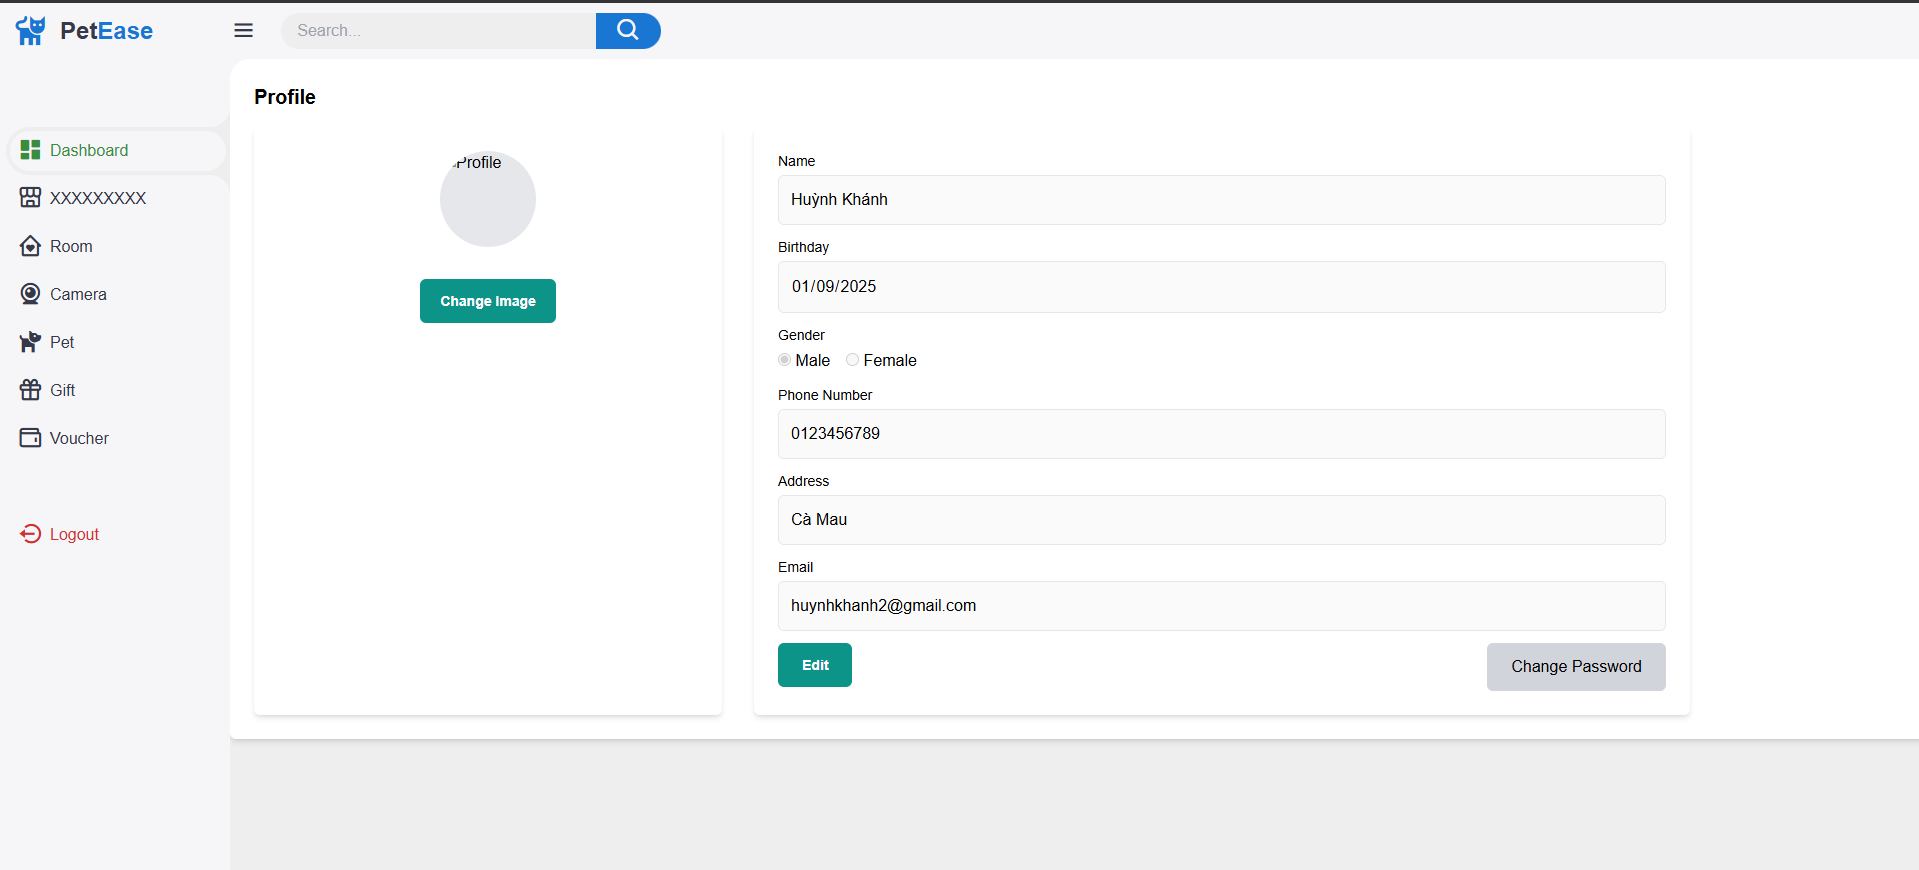 PetEase
Search...
Profile
Dashboard
XXXXXXXXX
Room
Camera
Pet
Gift
Voucher
Logout
Profile
Change Image
Name
Huỳnh Khánh
Birthday
01/09/2025
Gender
Male Female
Phone Number
0123456789
Address
Cà Mau
Email
huynhkhanh2@gmail.com
Edit Change Password